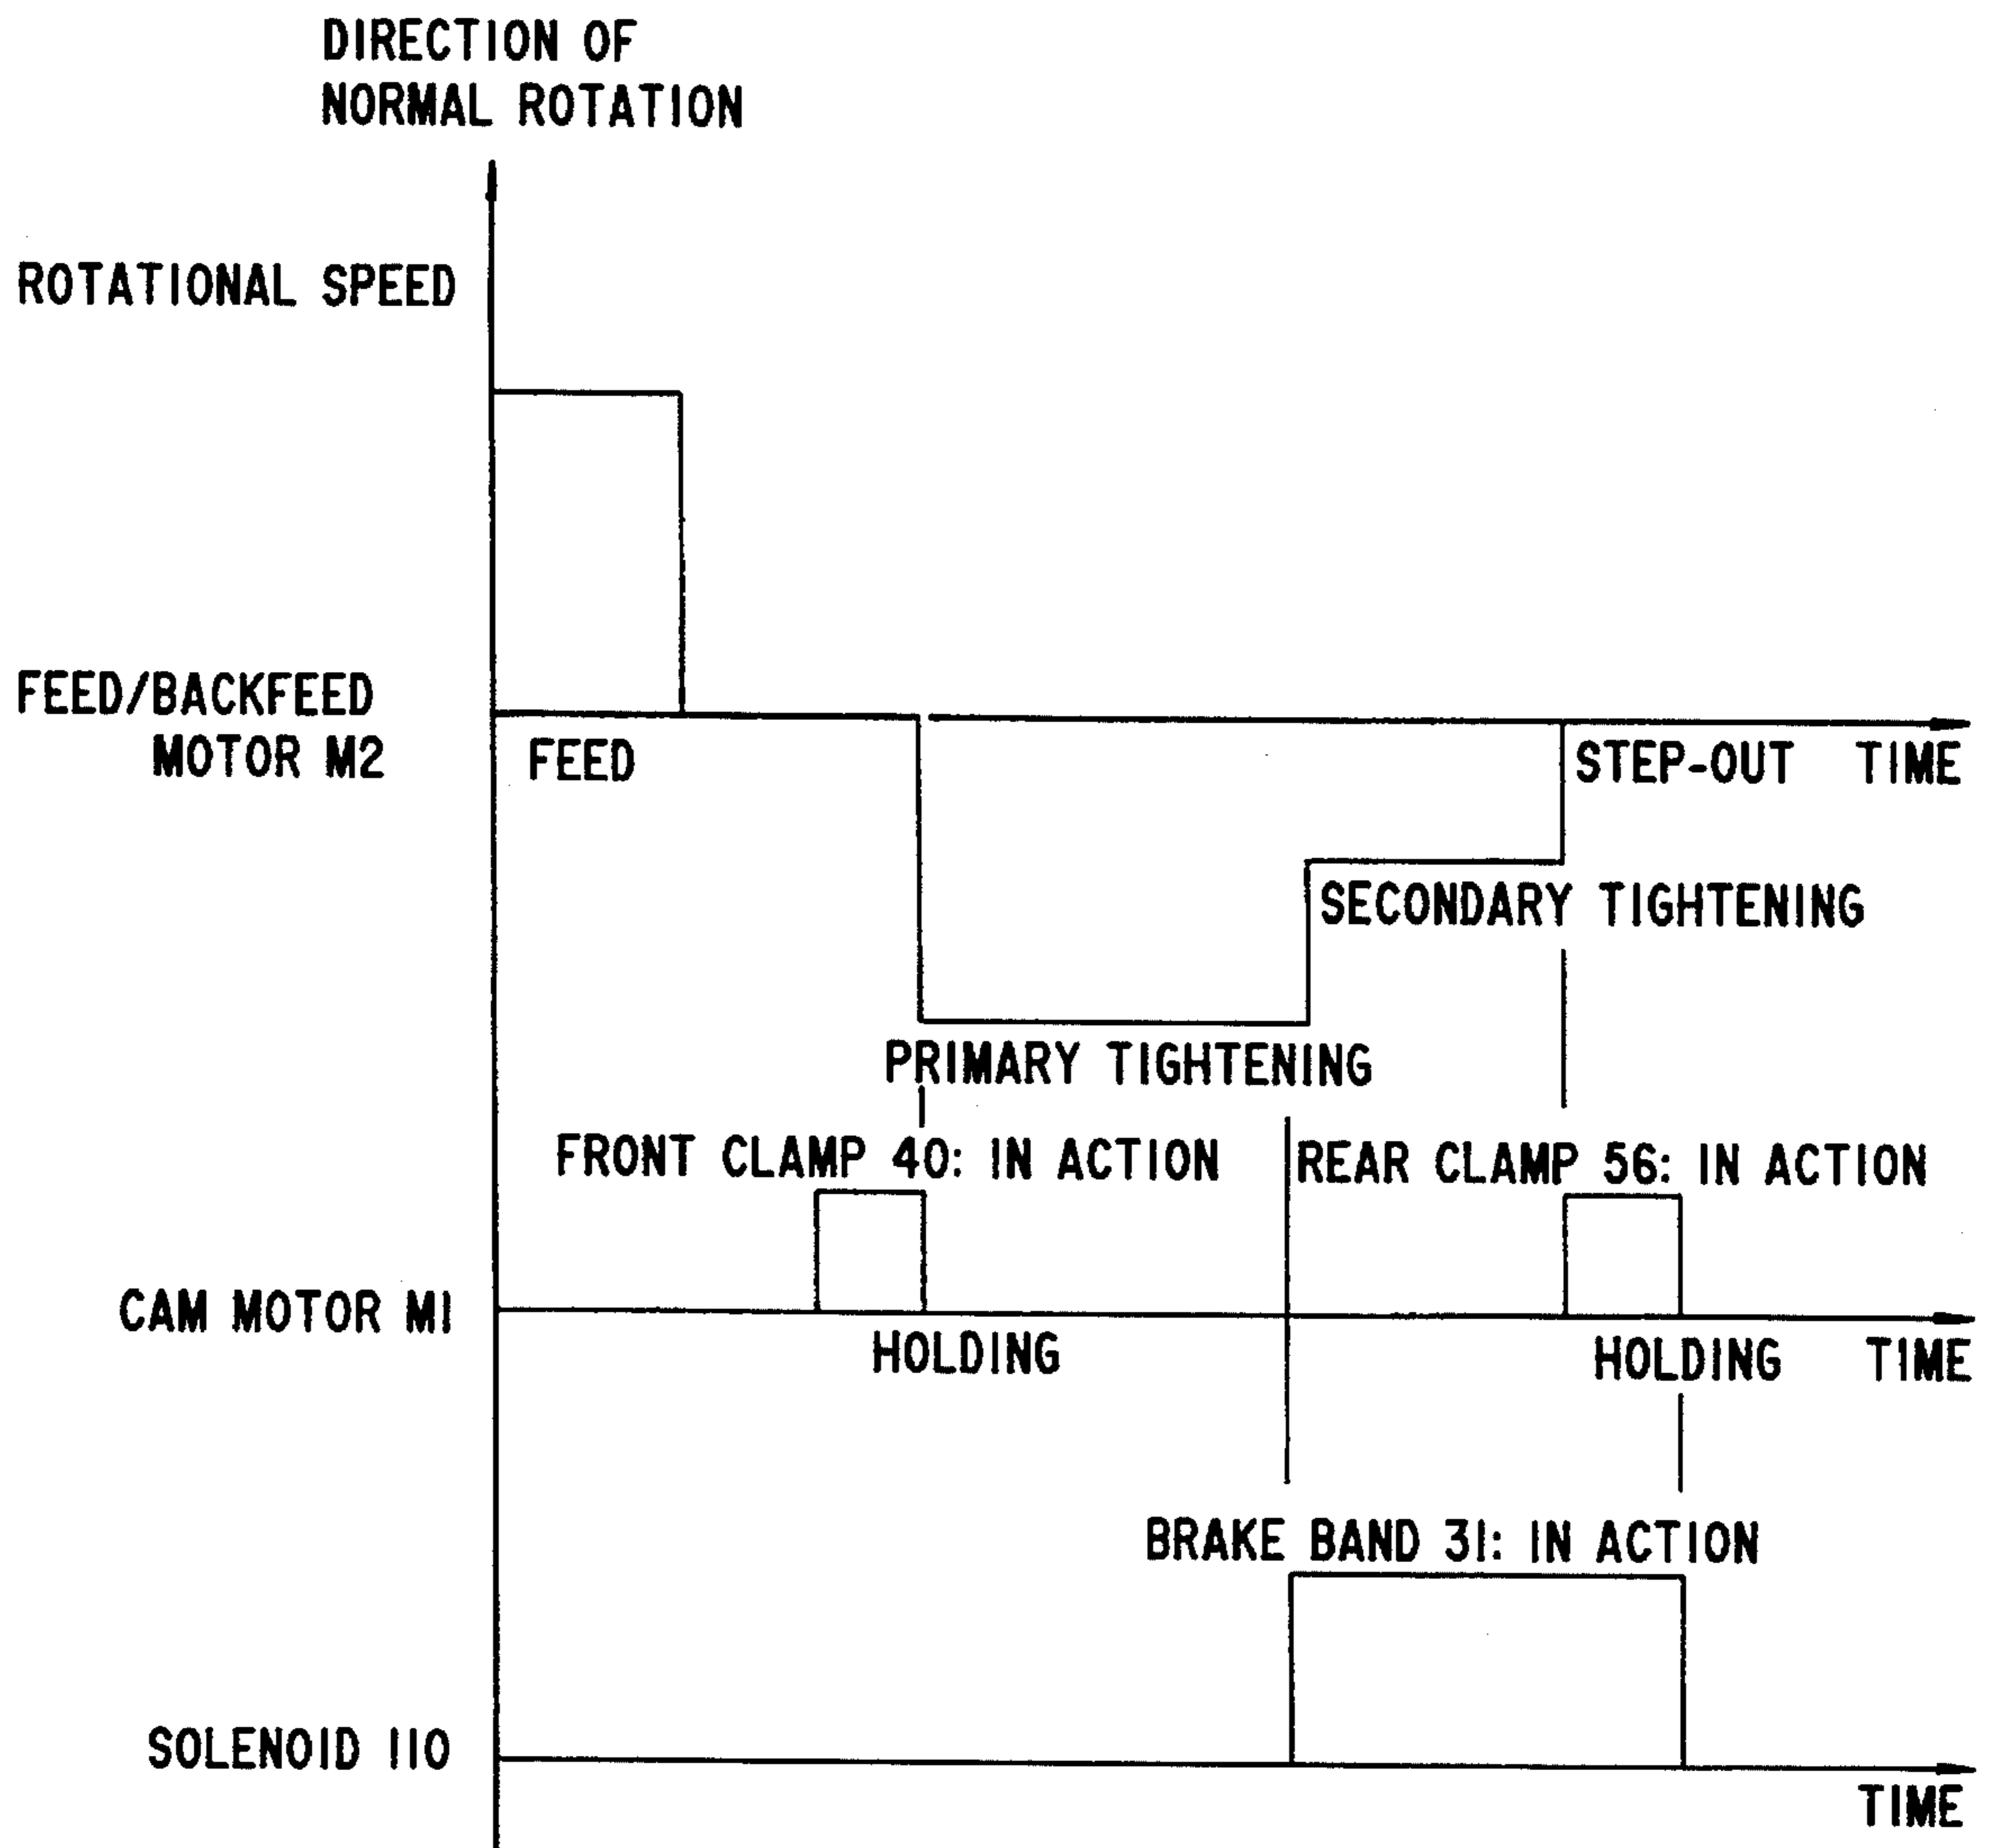 DIRECTION OF
NORMAL ROTATION
ROTATIONAL SPEED
FEED/BACKFEED
MOTOR M2
FEED
STEP-OUT
TIME
SECONDARY TIGHTENING
PRIMARY TIGHTENING
FRONT CLAMP 40: IN ACTION
REAR CLAMP 56: IN ACTION
CAM MOTOR M1
HOLDING
HOLDING
TIME
BRAKE BAND 31: IN ACTION
SOLENOID 110
TIME